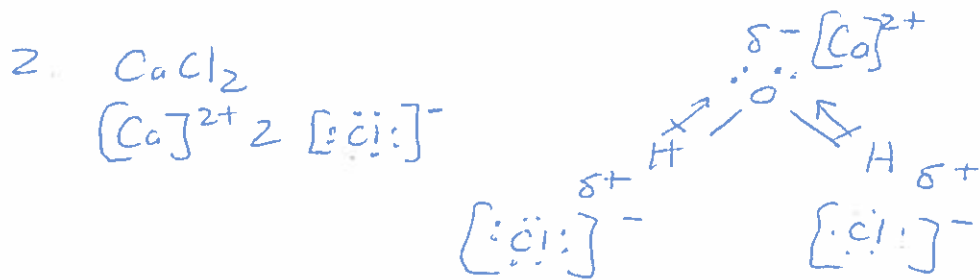 2. CaCl₂
[Ca]²⁺ 2 [:Cl:]⁻
δ⁻ [Ca]²⁺
O
H H
δ⁺ δ⁺
[:Cl:]⁻ [:Cl:]⁻